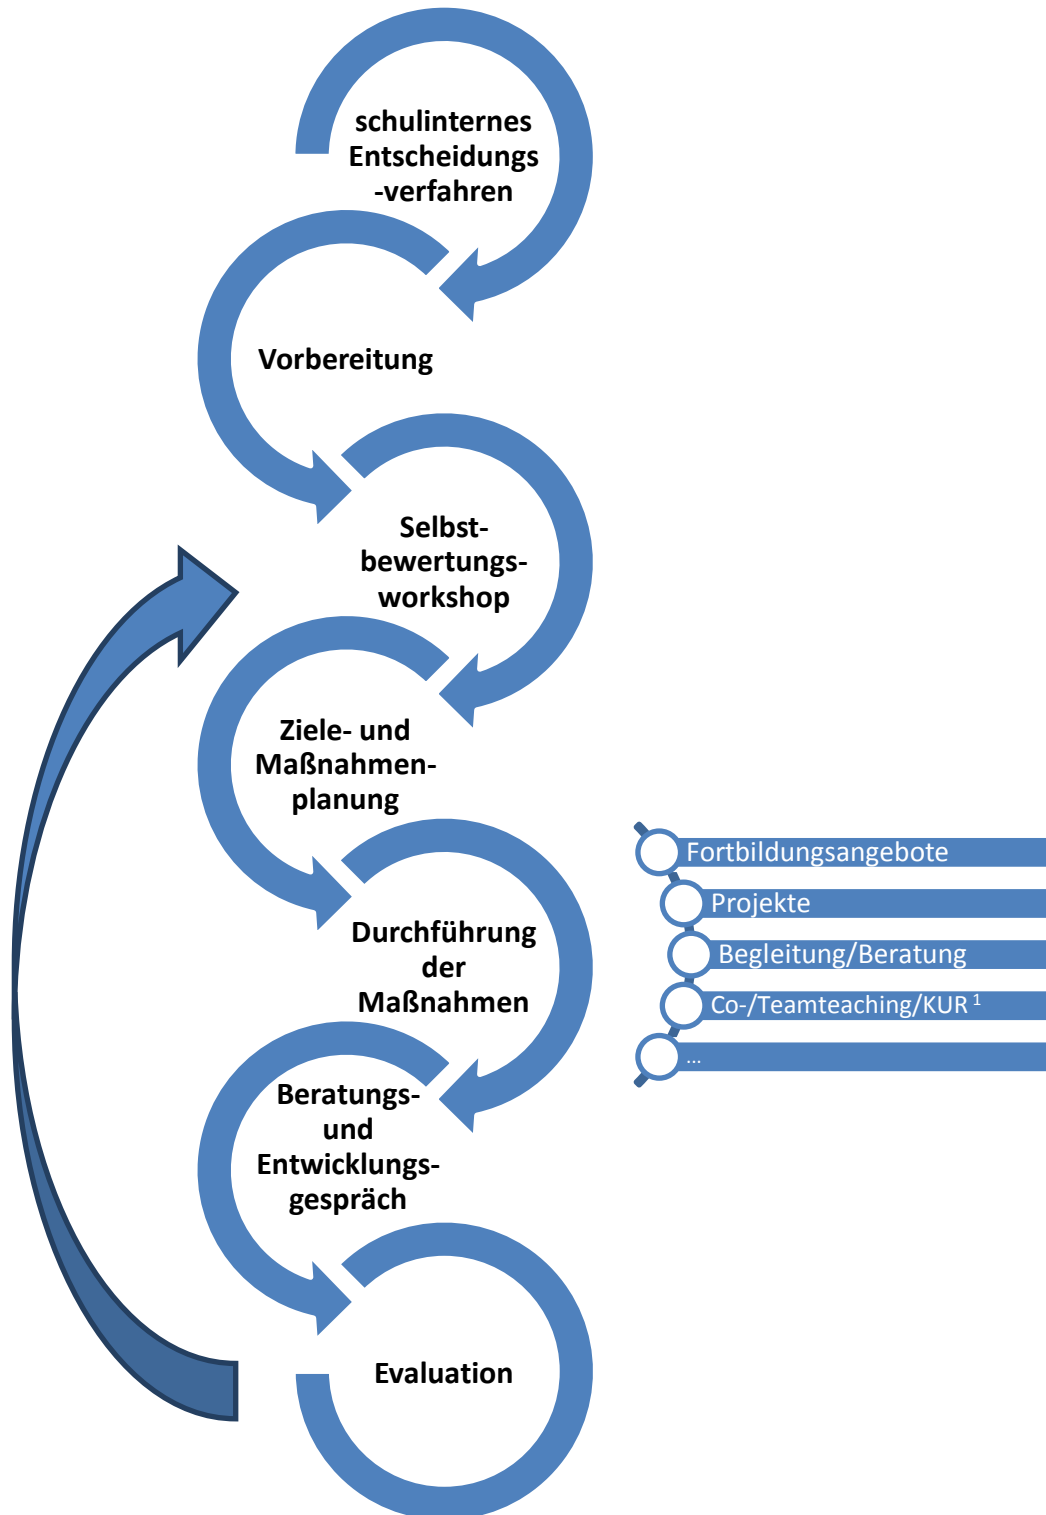 schulinternes
Entscheidungs
-verfahren
Vorbereitung
Selbst-
bewertungs-
workshop
Ziele- und
Maßnahmen-
planung
Durchführung
der
Maßnahmen
Fortbildungsangebote
Projekte
Begleitung/Beratung
Co-/Teamteaching/KUR ¹
...
Beratungs-
und
Entwicklungs-
gespräch
Evaluation